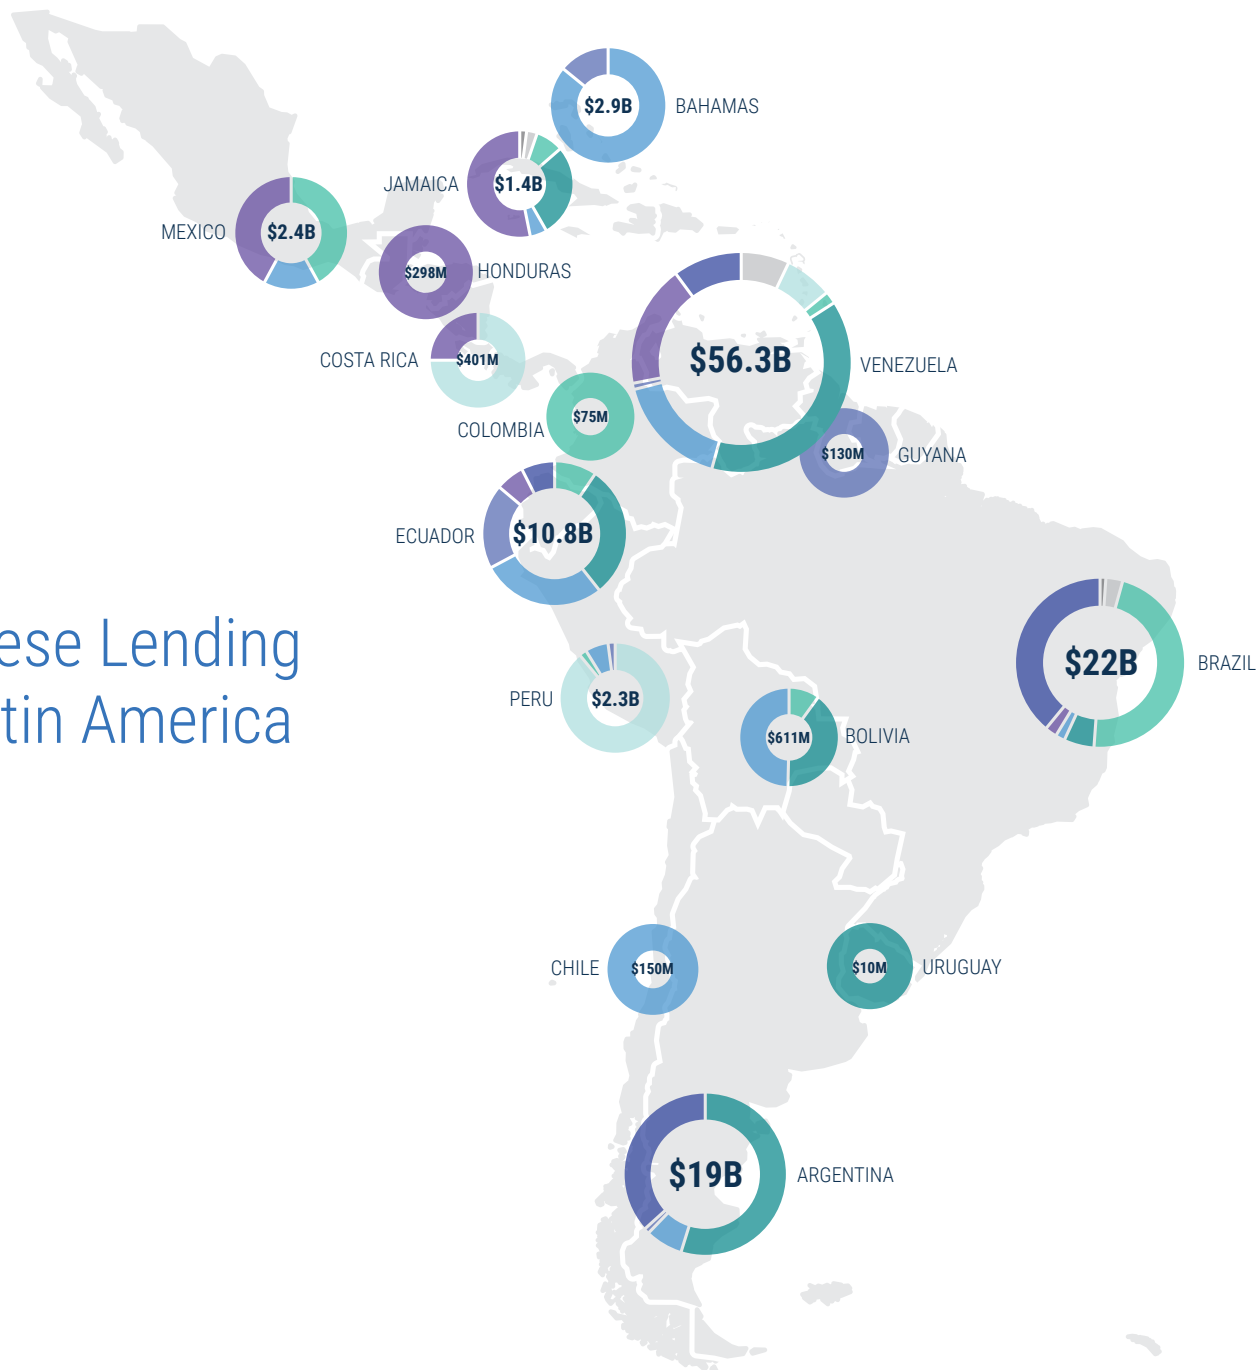 $2.9B
BAHAMAS
JAMAICA
$1.4B
MEXICO
$2.4B
$298M
HONDURAS
COSTA RICA
$401M
$56.3B
VENEZUELA
$75M
COLOMBIA
$130M
GUYANA
ECUADOR
$10.8B
ese Lending
tin America
PERU
$2.3B
$611M
BOLIVIA
$22B
BRAZIL
CHILE
$150M
$10M
URUGUAY
$19B
ARGENTINA